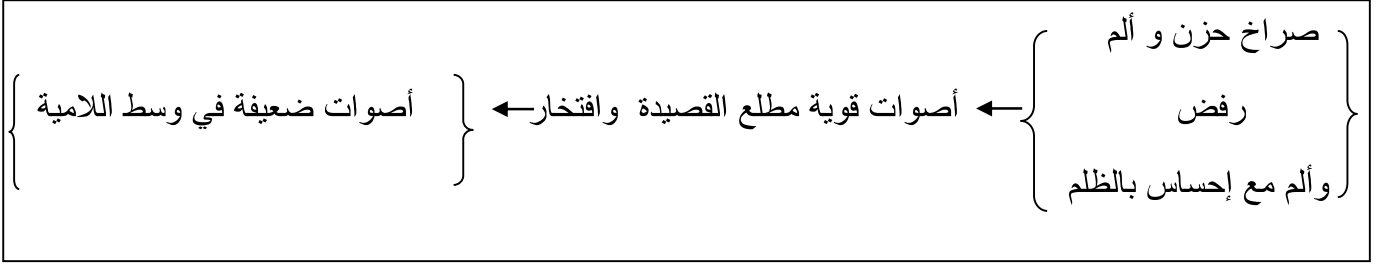 صراخ حزن و ألم
رفض
وألم مع إحساس بالظلم
أصوات قوية مطلع القصيدة وافتخار
أصوات ضعيفة في وسط اللامية